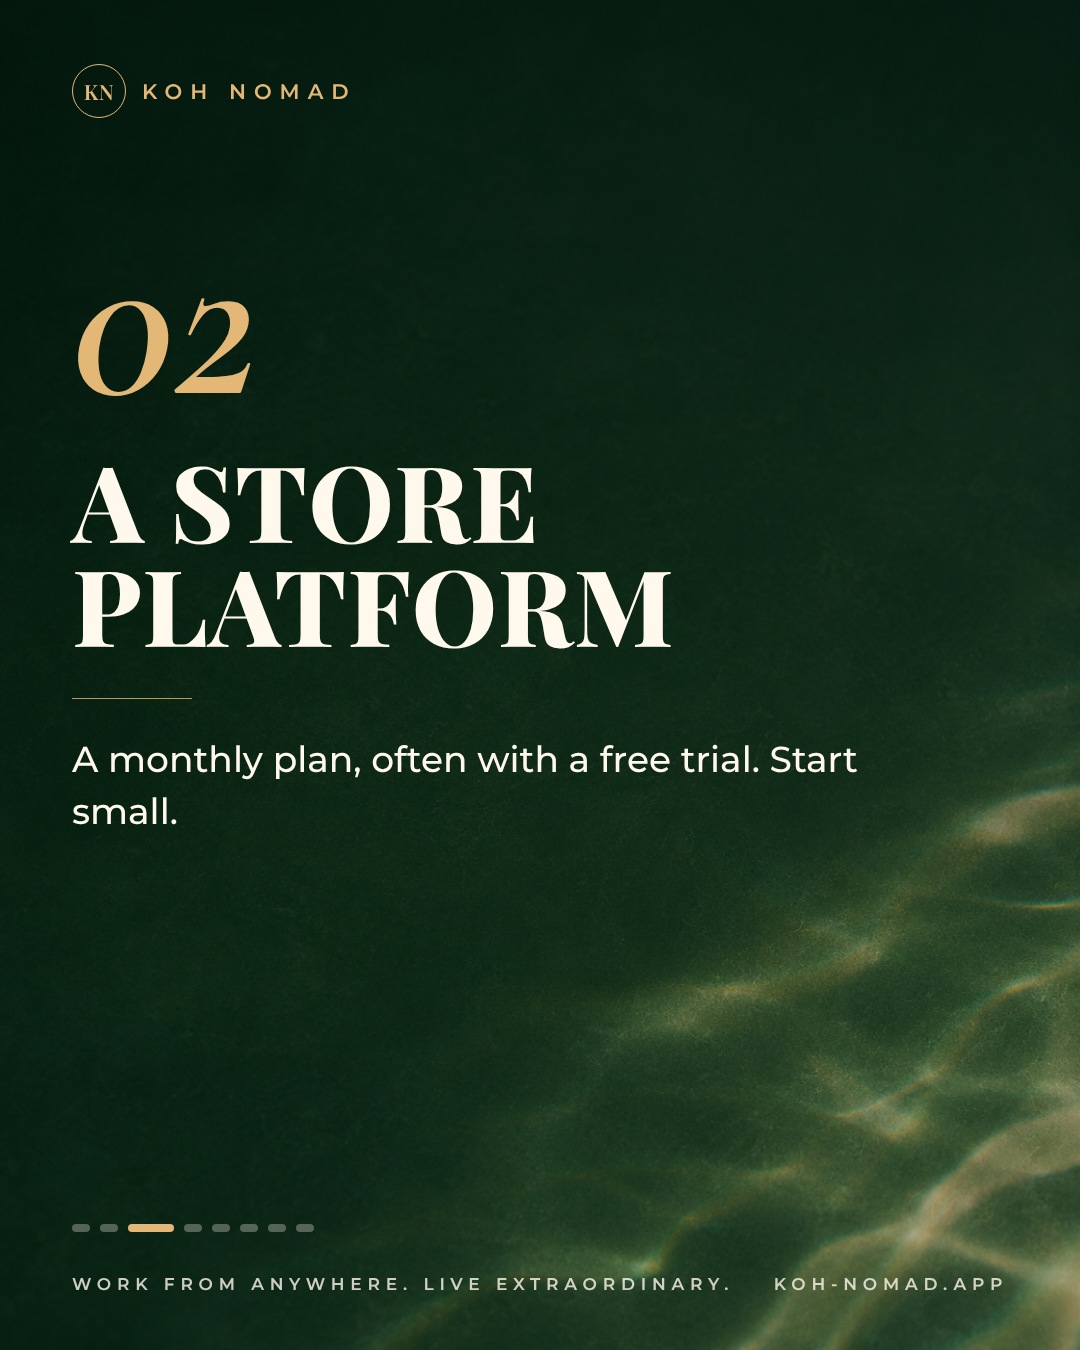 KN KOH NOMAD
02
A STORE
PLATFORM
A monthly plan, often with a free trial. Start
small.
WORK FROM ANYWHERE. LIVE EXTRAORDINARY. KOH-NOMAD.APP